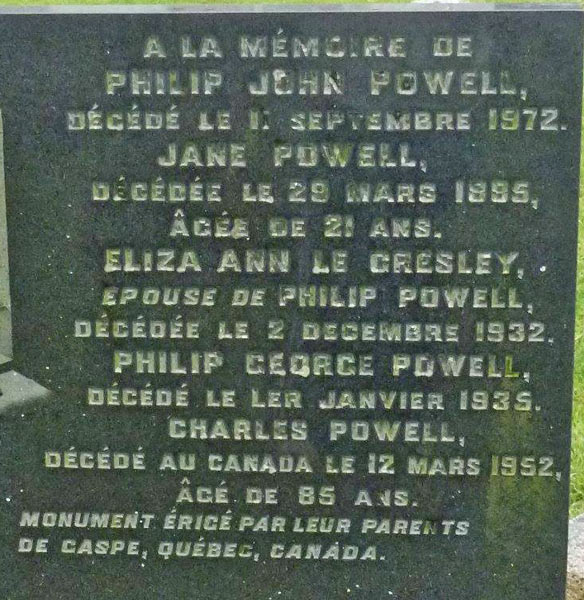 A LA MÉMOIRE DE
PHILIP JOHN POWELL,
DÉCÉDÉ LE 11 SEPTEMBRE 1972.
JANE POWELL,
DÉCÉDÉE LE 29 MARS 1895,
ÂGÉE DE 21 ANS.
ELIZA ANN LE GRESLEY,
EPOUSE DE PHILIP POWELL,
DÉCÉDÉE LE 2 DECEMBRE 1932.
PHILIP GEORGE POWELL,
DÉCÉDÉ LE 1ER JANVIER 1935.
CHARLES POWELL,
DÉCÉDÉ AU CANADA LE 12 MARS 1952,
ÂGÉ DE 85 ANS.
MONUMENT ÉRIGÉ PAR LEUR PARENTS
DE GASPE, QUÉBEC, CANADA.